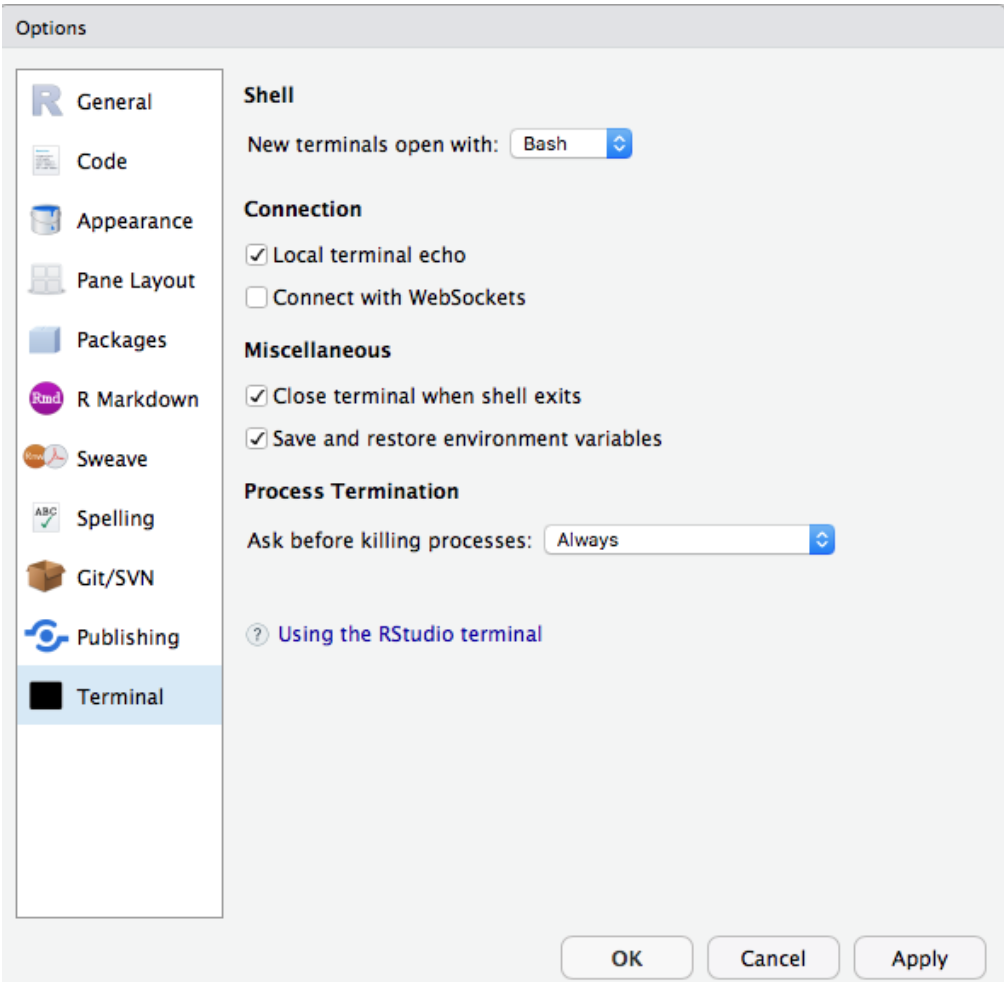 Options
R General
Code
Appearance
Pane Layout
Packages
Rmd R Markdown
Rnw Sweave
ABC Spelling
Git/SVN
Publishing
Terminal
Shell
New terminals open with: Bash
Connection
Local terminal echo
Connect with WebSockets
Miscellaneous
Close terminal when shell exits
Save and restore environment variables
Process Termination
Ask before killing processes: Always
? Using the RStudio terminal
OK Cancel Apply